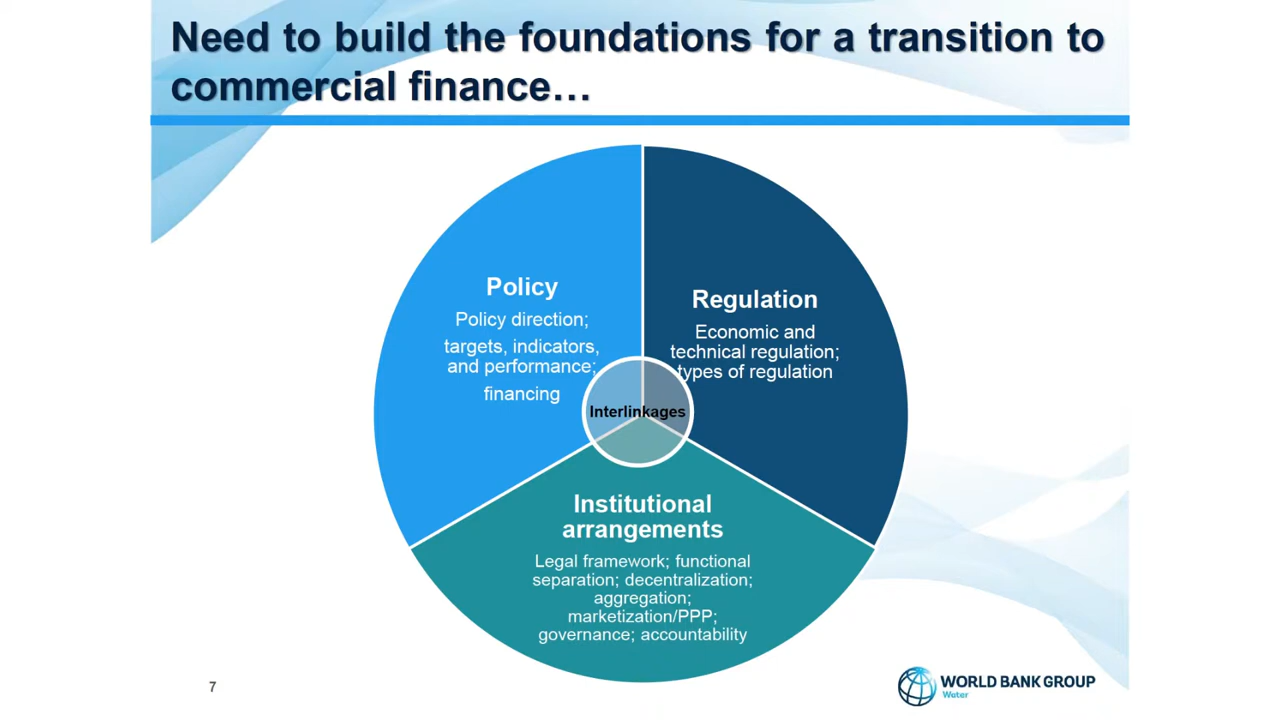 Need to build the foundations for a transition to
commercial finance…
Policy
Policy direction;
targets, indicators,
and performance;
financing
Regulation
Economic and
technical regulation;
types of regulation
Interlinkages
Institutional
arrangements
Legal framework; functional
separation; decentralization;
aggregation;
marketization/PPP;
governance; accountability
7
WORLD BANK GROUP
Water